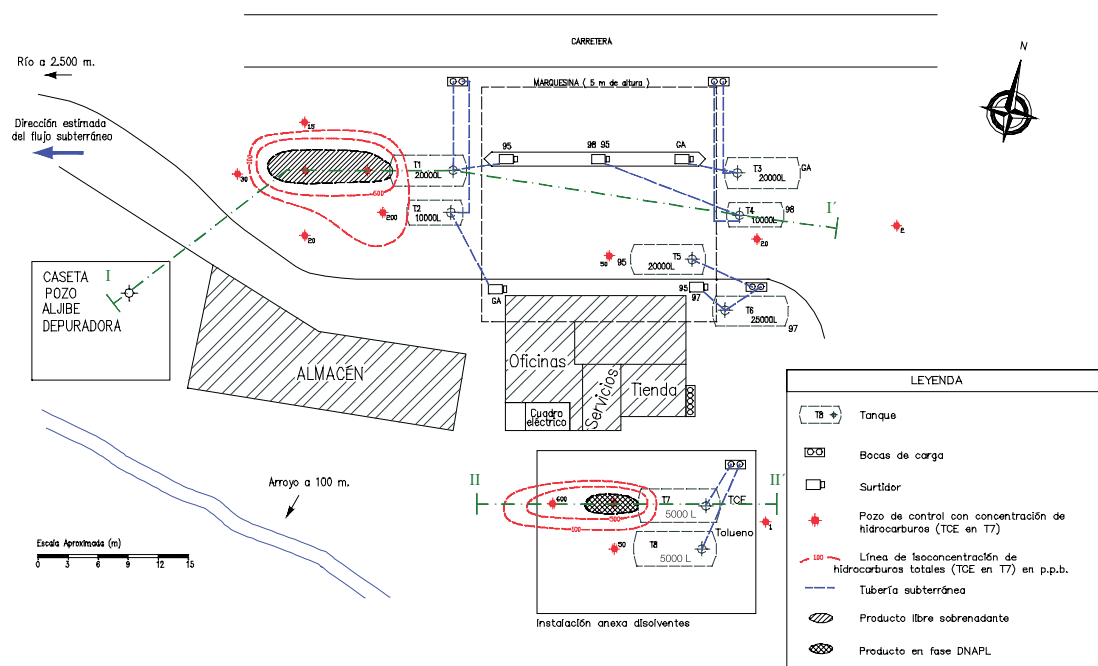 CARRETERA
N
Río a 2.500 m.
MARQUESINA ( 5 m de altura )
Dirección estimada
del flujo subterráneo
15
100
95
98 95
GA
T1
20000L
T3
20000L
GA
30
500
T2
10000L
200
T4
10000L
98
I´
2
20
20
50
95
T5
20000L
CASETA
POZO
ALJIBE
DEPURADORA
I
GA
95
97
T6
25000L
97
Oficinas
Servicios
Tienda
Cuadro
eléctrico
ALMACÉN
LEYENDA
T8
Tanque
Bocas de carga
Surtidor
Pozo de control con concentración de
hidrocarburos (TCE en T7)
100
Línea de isoconcentración de
hidrocarburos totales (TCE en T7) en p.p.b.
Tubería subterránea
Producto libre sobrenadante
Producto en fase DNAPL
Arroyo a 100 m.
II
II´
600
500
100
T7
5000 L
TCE
1
Tolueno
50
T8
5000 L
Instalación anexa disolventes
Escala Aproximada (m)
0 3 6 9 12 15